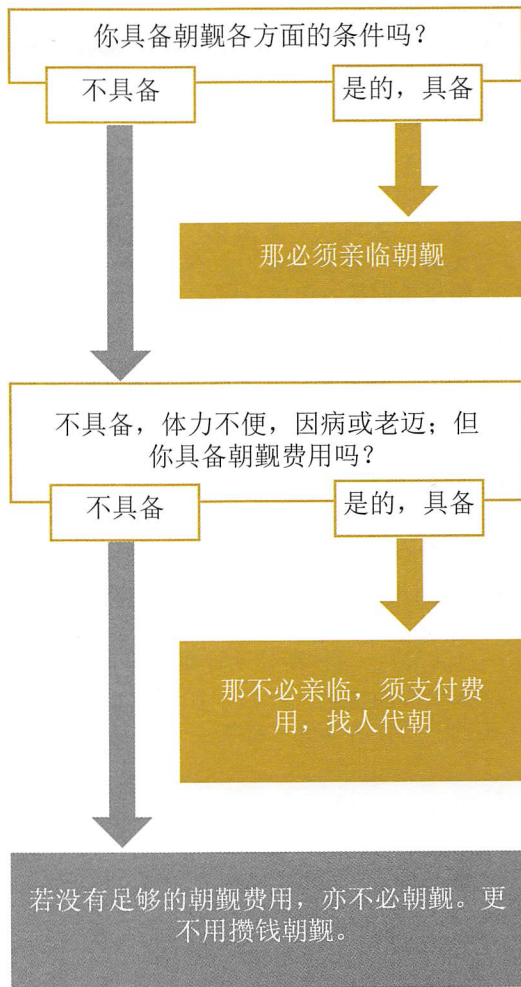 你具备朝觐各方面的条件吗？
不具备
是的，具备
那必须亲临朝觐
不具备，体力不便，因病或老迈；但
你具备朝觐费用吗？
不具备
是的，具备
那不必亲临，须支付费
用，找人代朝
若没有足够的朝觐费用，亦不必朝觐。更
不用攒钱朝觐。